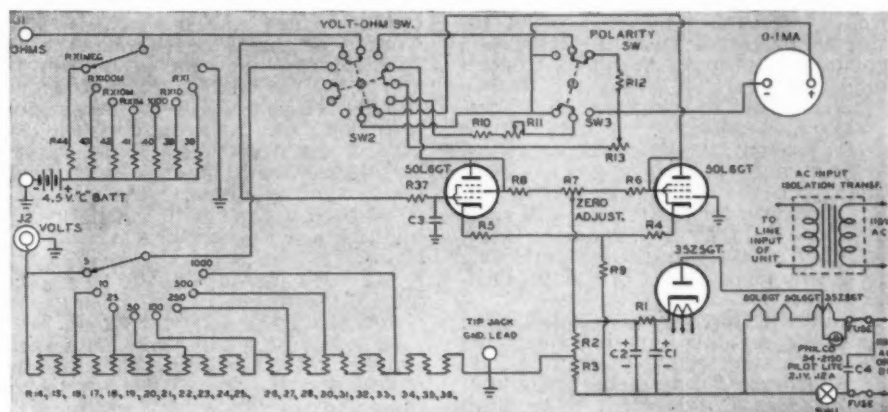 J1
OHMS
VOLT-OHM SW.
POLARITY
SW
0-1MA
RX1MEG
RX100M
RX10M
RX1M
X100
RX10
RX1
R44
43
42
41
40
39
4.5 V. "C" BATT
J2
VOLTS
SW2
SW3
R10
R11
R12
R13
- +
50L6GT
50L6GT
R37
R8
R7
R6
ZERO
ADJUST.
C3
R5
R4
R9
35Z5GT
R1
R2
R3
C2
C1
AC INPUT
ISOLATION TRANSF.
TO
LINE
INPUT
OF
UNIT
AC
50L6GT 50L6GT 35Z5GT
FUSE
PHILCO
34-2150
PILOT LITE
2.1V. .12A
C4
FUSE
5
10
25
50
100
250
500
1000
TIP JACK
GND. LEAD
R14, 15, 16, 17, 18, 19, 20, 21, 22, 23, 24, 25, 26, 27, 28, 29, 30, 31, 32, 33, 34, 35, 36,